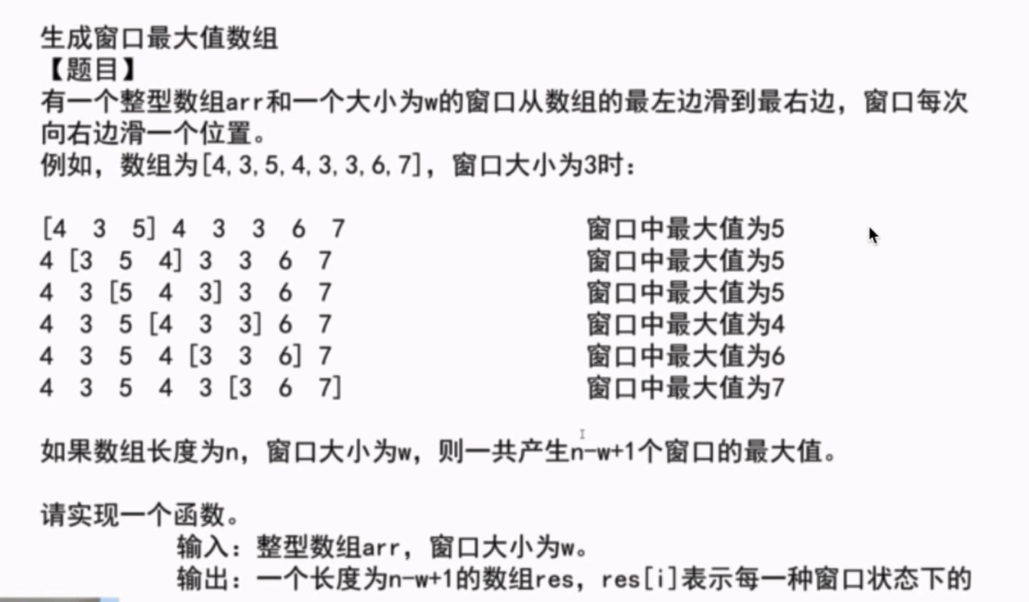 生成窗口最大值数组
【题目】
有一个整型数组arr和一个大小为w的窗口从数组的最左边滑到最右边，窗口每次
向右边滑一个位置。
例如，数组为[4,3,5,4,3,3,6,7]，窗口大小为3时：
[4 3 5] 4 3 3 6 7 窗口中最大值为5
4 [3 5 4] 3 3 6 7 窗口中最大值为5
4 3 [5 4 3] 3 6 7 窗口中最大值为5
4 3 5 [4 3 3] 6 7 窗口中最大值为4
4 3 5 4 [3 3 6] 7 窗口中最大值为6
4 3 5 4 3 [3 6 7] 窗口中最大值为7
如果数组长度为n，窗口大小为w，则一共产生n-w+1个窗口的最大值。
请实现一个函数。
输入：整型数组arr，窗口大小为w。
输出：一个长度为n-w+1的数组res，res[i]表示每一种窗口状态下的